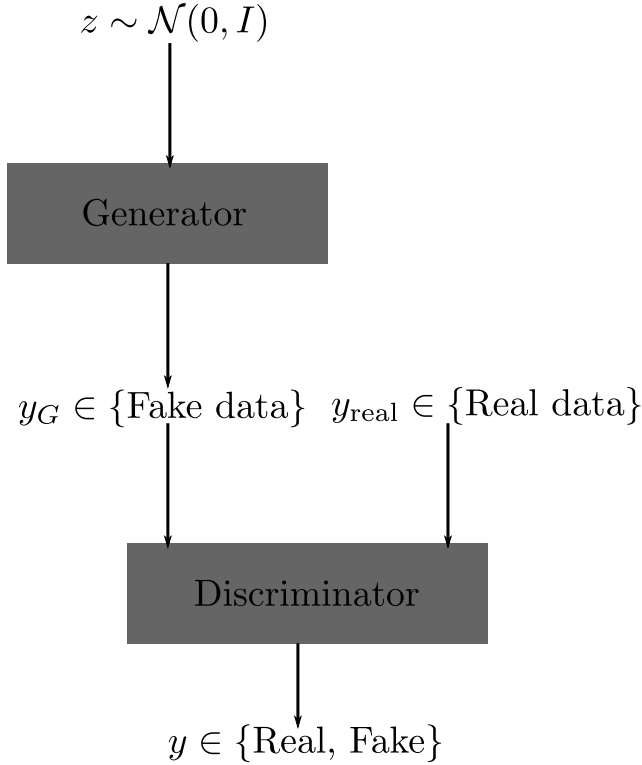 z ∼ 𝒩(0, I)
Generator
y_G ∈ {Fake data} y_real ∈ {Real data}
Discriminator
y ∈ {Real, Fake}